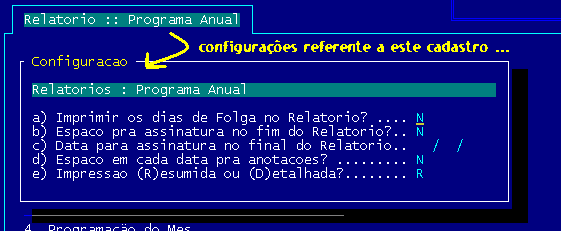 Relatorio :: Programa Anual
configurações referente a este cadastro ...
Configuracao
Relatorios : Programa Anual
a) Imprimir os dias de Folga no Relatorio? .... N
b) Espaco pra assinatura no fim do Relatorio?.. N
c) Data para assinatura no final do Relatorio.. / /
d) Espaco em cada data pra anotacoes? ......... N
e) Impressao (R)esumida ou (D)etalhada?........ R
4. Programação do Mes